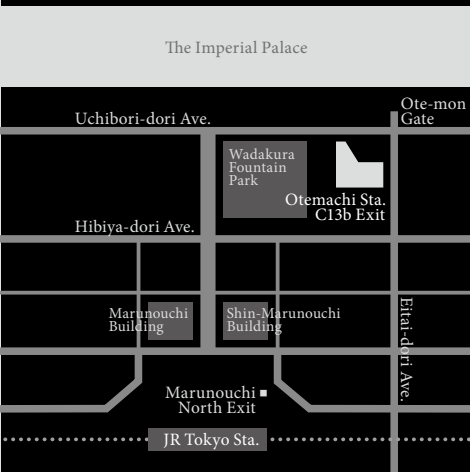 The Imperial Palace
Ote-mon
Gate
Uchibori-dori Ave.
Wadakura
Fountain
Park
Otemachi Sta.
C13b Exit
Hibiya-dori Ave.
Marunouchi
Building
Shin-Marunouchi
Building
Eitai-dori Ave.
Marunouchi
North Exit
JR Tokyo Sta.